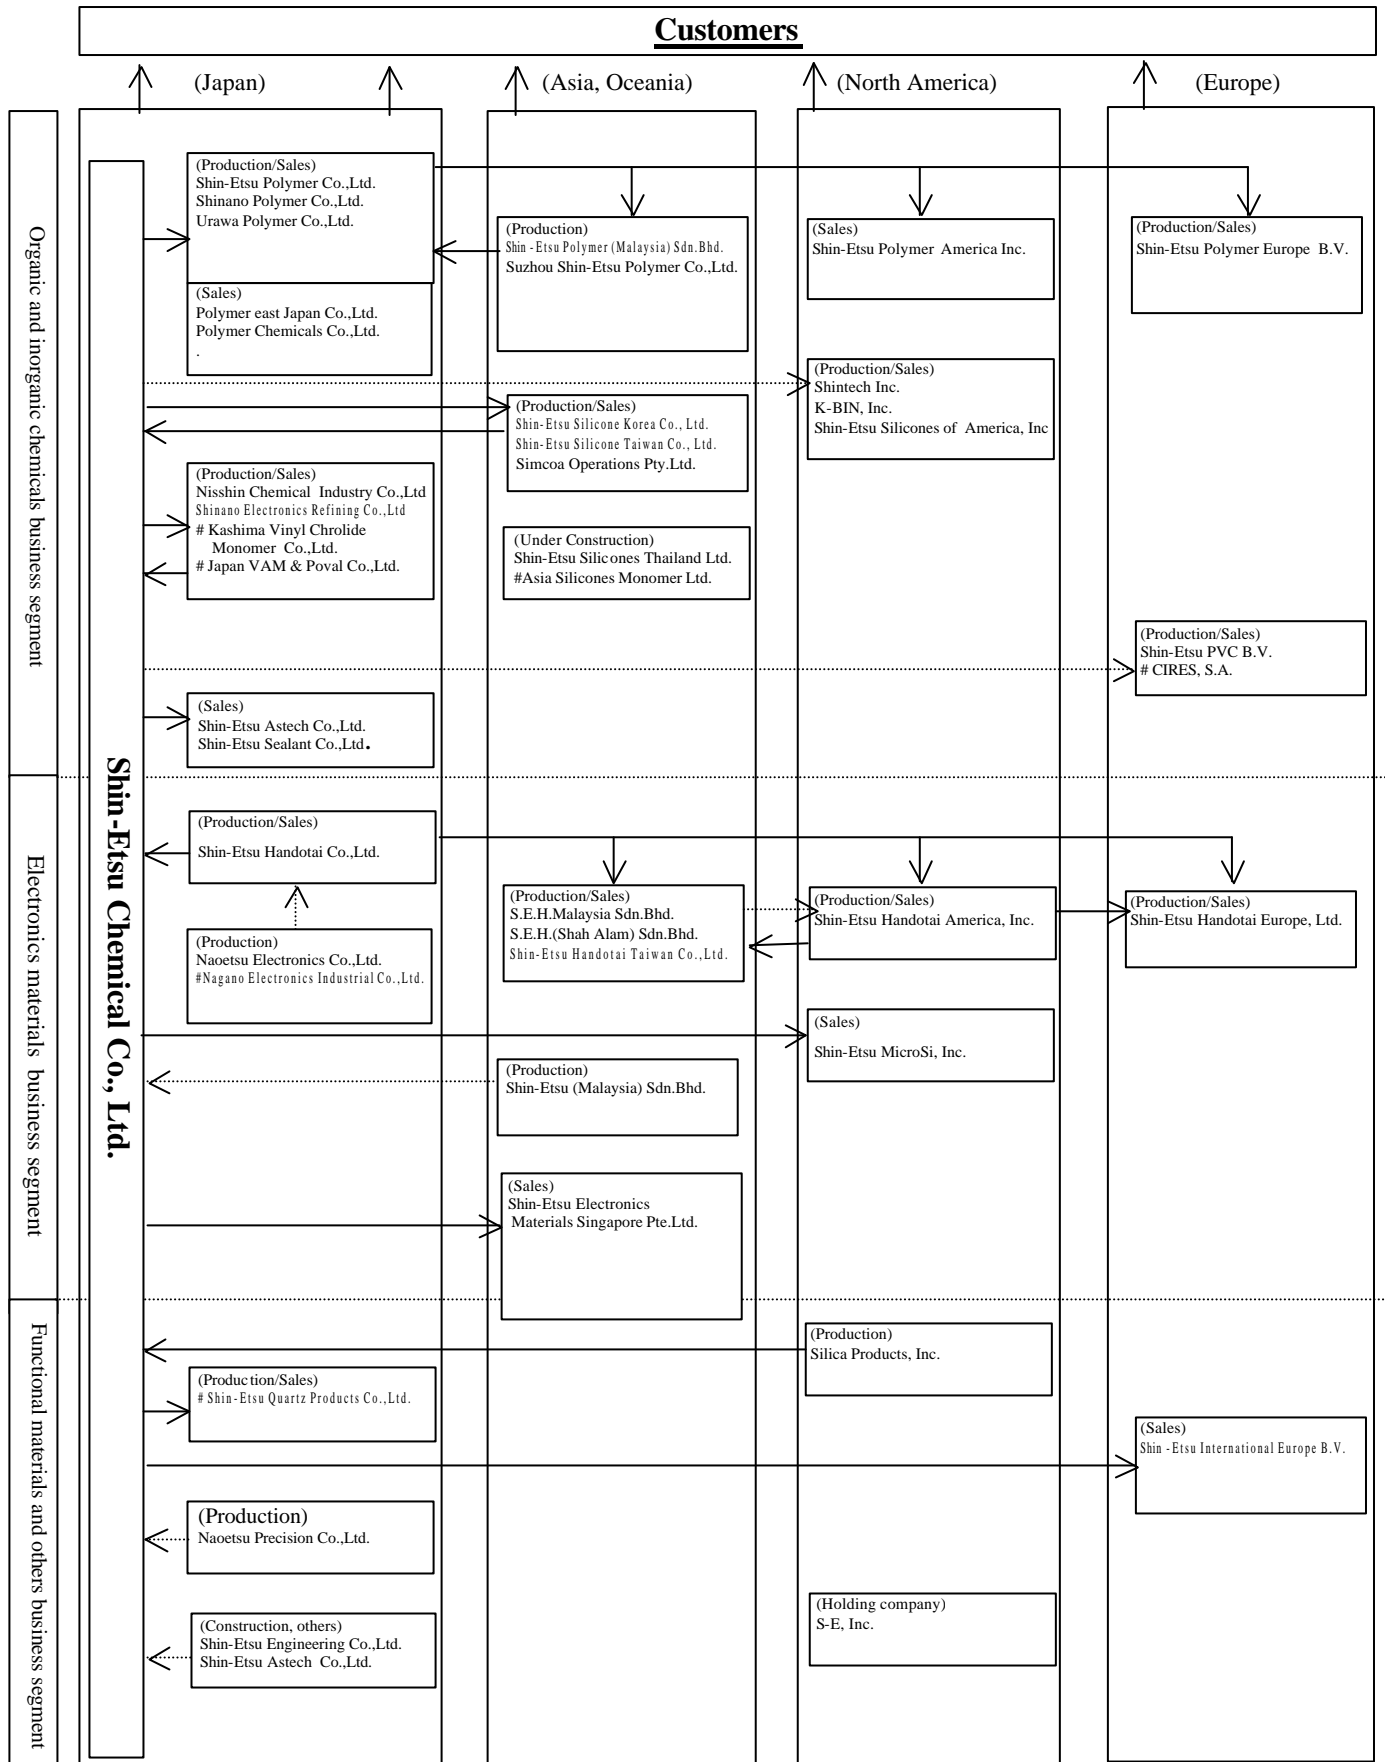 Customers
(Japan)
(Asia, Oceania)
(North America)
(Europe)
Organic and inorganic chemicals business segment
Electronics materials business segment
Functional materials and others business segment
Shin-Etsu Chemical Co., Ltd.
(Production/Sales)
Shin-Etsu Polymer Co.,Ltd.
Shinano Polymer Co.,Ltd.
Urawa Polymer Co.,Ltd.
(Sales)
Polymer east Japan Co.,Ltd.
Polymer Chemicals Co.,Ltd.
.
(Production)
Shin -Etsu Polymer (Malaysia) Sdn.Bhd.
Suzhou Shin-Etsu Polymer Co.,Ltd.
(Sales)
Shin-Etsu Polymer America Inc.
(Production/Sales)
Shin-Etsu Polymer Europe B.V.
(Production/Sales)
Shintech Inc.
K-BIN, Inc.
Shin-Etsu Silicones of America, Inc
(Production/Sales)
Shin-Etsu Silicone Korea Co., Ltd.
Shin-Etsu Silicone Taiwan Co., Ltd.
Simcoa Operations Pty.Ltd.
(Production/Sales)
Nisshin Chemical Industry Co.,Ltd
Shinano Electronics Refining Co.,Ltd
# Kashima Vinyl Chrolide
Monomer Co.,Ltd.
# Japan VAM & Poval Co.,Ltd.
(Under Construction)
Shin-Etsu Silicones Thailand Ltd.
#Asia Silicones Monomer Ltd.
(Production/Sales)
Shin-Etsu PVC B.V.
# CIRES, S.A.
(Sales)
Shin-Etsu Astech Co.,Ltd.
Shin-Etsu Sealant Co.,Ltd.
(Production/Sales)
Shin-Etsu Handotai Co.,Ltd.
(Production)
Naoetsu Electronics Co.,Ltd.
#Nagano Electronics Industrial Co.,Ltd.
(Production/Sales)
S.E.H.Malaysia Sdn.Bhd.
S.E.H.(Shah Alam) Sdn.Bhd.
Shin-Etsu Handotai Taiwan Co.,Ltd.
(Production/Sales)
Shin-Etsu Handotai America, Inc.
(Production/Sales)
Shin-Etsu Handotai Europe, Ltd.
(Sales)
Shin-Etsu MicroSi, Inc.
(Production)
Shin-Etsu (Malaysia) Sdn.Bhd.
(Sales)
Shin-Etsu Electronics
Materials Singapore Pte.Ltd.
(Production)
Silica Products, Inc.
(Production/Sales)
# Shin-Etsu Quartz Products Co.,Ltd.
(Sales)
Shin -Etsu International Europe B.V.
(Production)
Naoetsu Precision Co.,Ltd.
(Holding company)
S-E, Inc.
(Construction, others)
Shin-Etsu Engineering Co.,Ltd.
Shin-Etsu Astech Co.,Ltd.